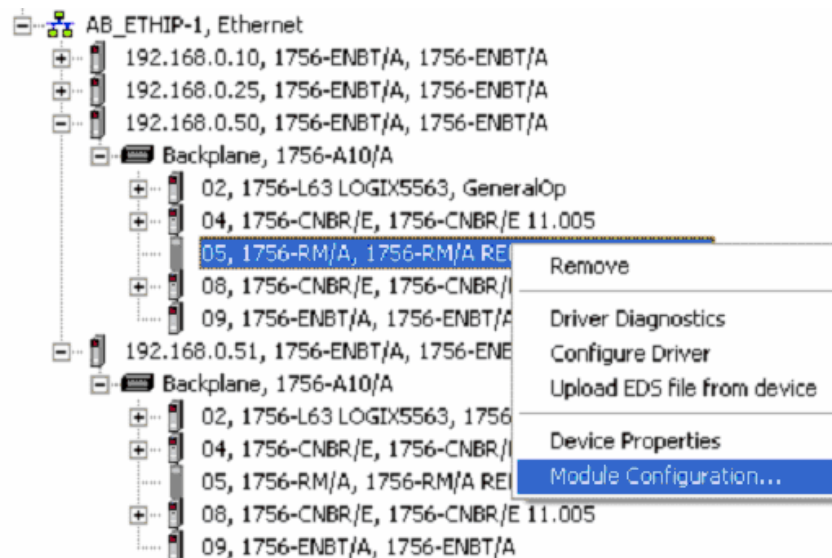 AB_ETHIP-1, Ethernet
192.168.0.10, 1756-ENBT/A, 1756-ENBT/A
192.168.0.25, 1756-ENBT/A, 1756-ENBT/A
192.168.0.50, 1756-ENBT/A, 1756-ENBT/A
Backplane, 1756-A10/A
02, 1756-L63 LOGIX5563, GeneralOp
04, 1756-CNBR/E, 1756-CNBR/E 11.005
05, 1756-RM/A, 1756-RM/A RE
08, 1756-CNBR/E, 1756-CNBR/
09, 1756-ENBT/A, 1756-ENBT/A
192.168.0.51, 1756-ENBT/A, 1756-ENB
Backplane, 1756-A10/A
02, 1756-L63 LOGIX5563, 1756
04, 1756-CNBR/E, 1756-CNBR/
05, 1756-RM/A, 1756-RM/A RE
08, 1756-CNBR/E, 1756-CNBR/E 11.005
09, 1756-ENBT/A, 1756-ENBT/A
Remove
Driver Diagnostics
Configure Driver
Upload EDS file from device
Device Properties
Module Configuration...